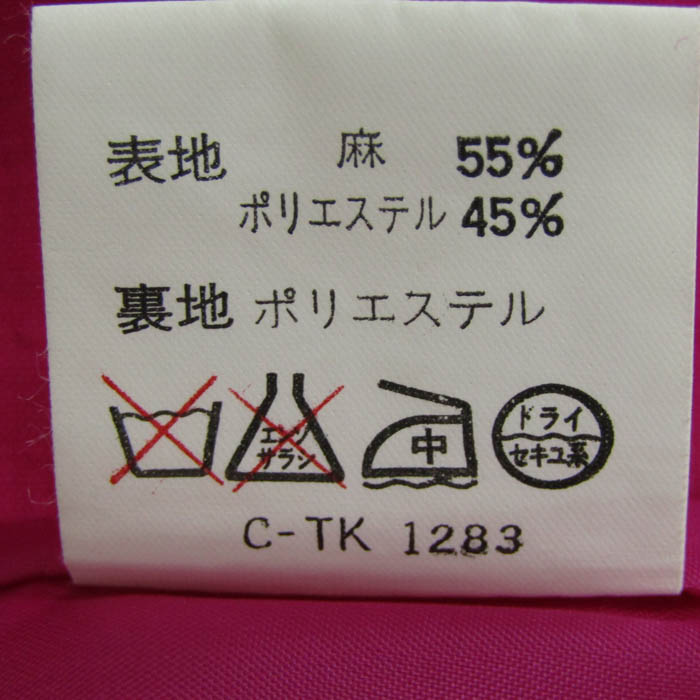 表地 麻 55%
ポリエステル 45%
裏地 ポリエステル
エンソ
サラシ
中
ドライ
セキユ系
C-TK 1283